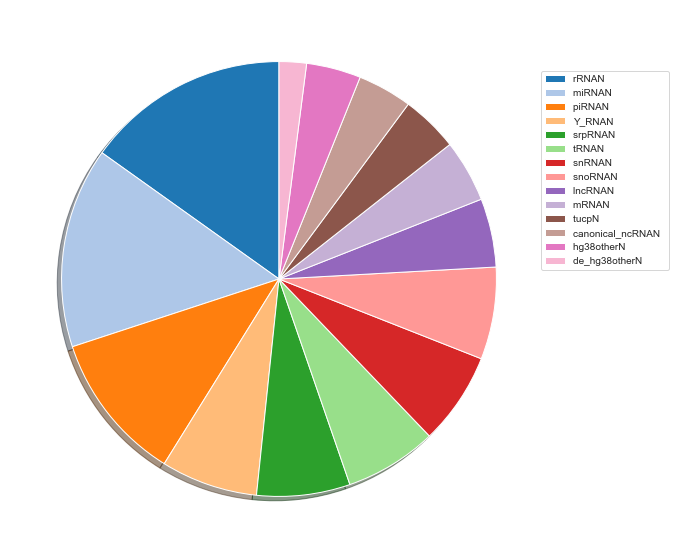 rRNAN
miRNAN
piRNAN
Y_RNAN
srpRNAN
tRNAN
snRNAN
snoRNAN
lncRNAN
mRNAN
tucpN
canonical_ncRNAN
hg38otherN
de_hg38otherN